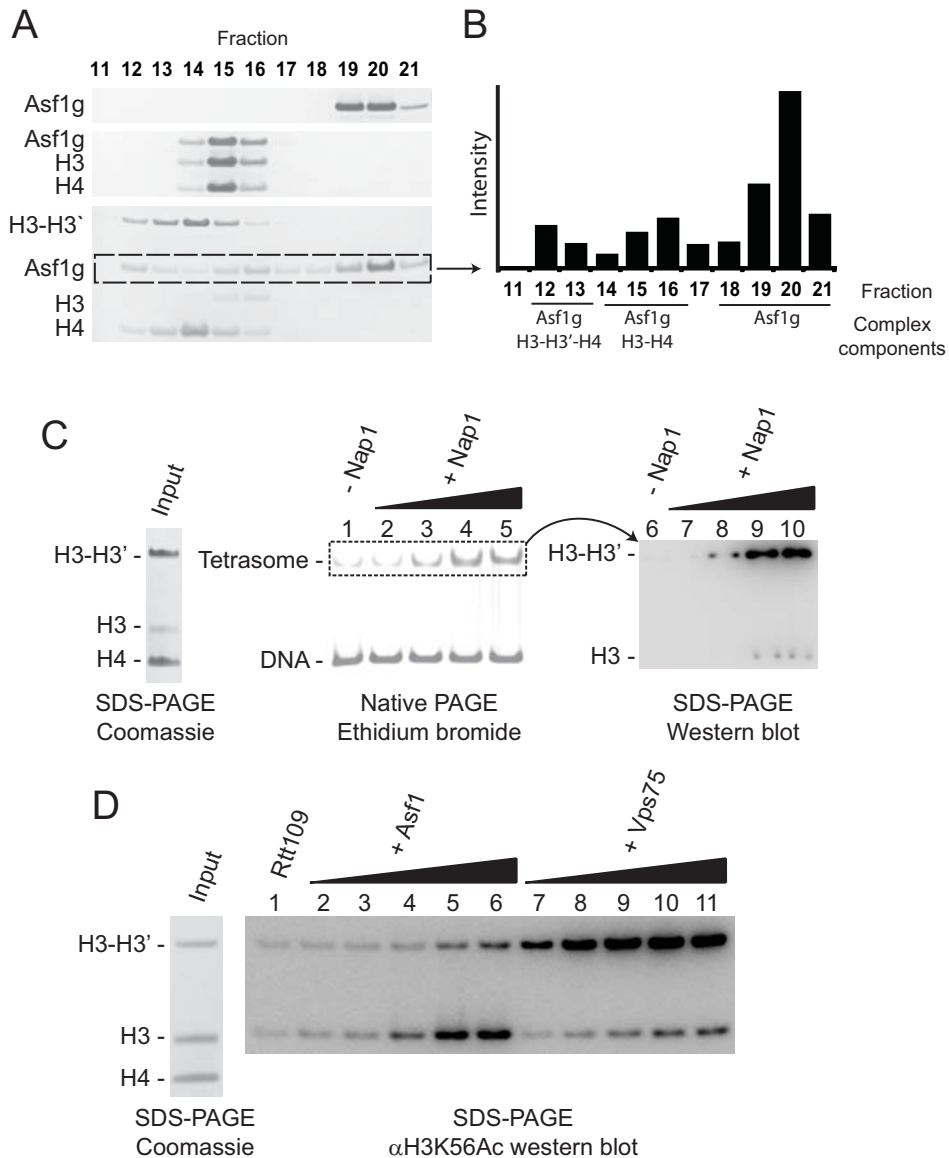 A
Fraction
11 12 13 14 15 16 17 18 19 20 21
Asf1g
Asf1g
H3
H4
H3-H3`
Asf1g
H3
H4
B
Intensity
11 12 13 14 15 16 17 18 19 20 21 Fraction
Asf1g Asf1g Asf1g Complex
H3-H3’-H4 H3-H4 components
C
Input
H3-H3’ -
H3 -
H4 -
SDS-PAGE
Coomassie
- Nap1
+ Nap1
1 2 3 4 5
Tetrasome -
DNA -
Native PAGE
Ethidium bromide
- Nap1
+ Nap1
6 7 8 9 10
H3-H3’ -
H3 -
SDS-PAGE
Western blot
D
Input
H3-H3’ -
H3 -
H4 -
SDS-PAGE
Coomassie
Rtt109
+ Asf1
+ Vps75
1 2 3 4 5 6 7 8 9 10 11
SDS-PAGE
αH3K56Ac western blot